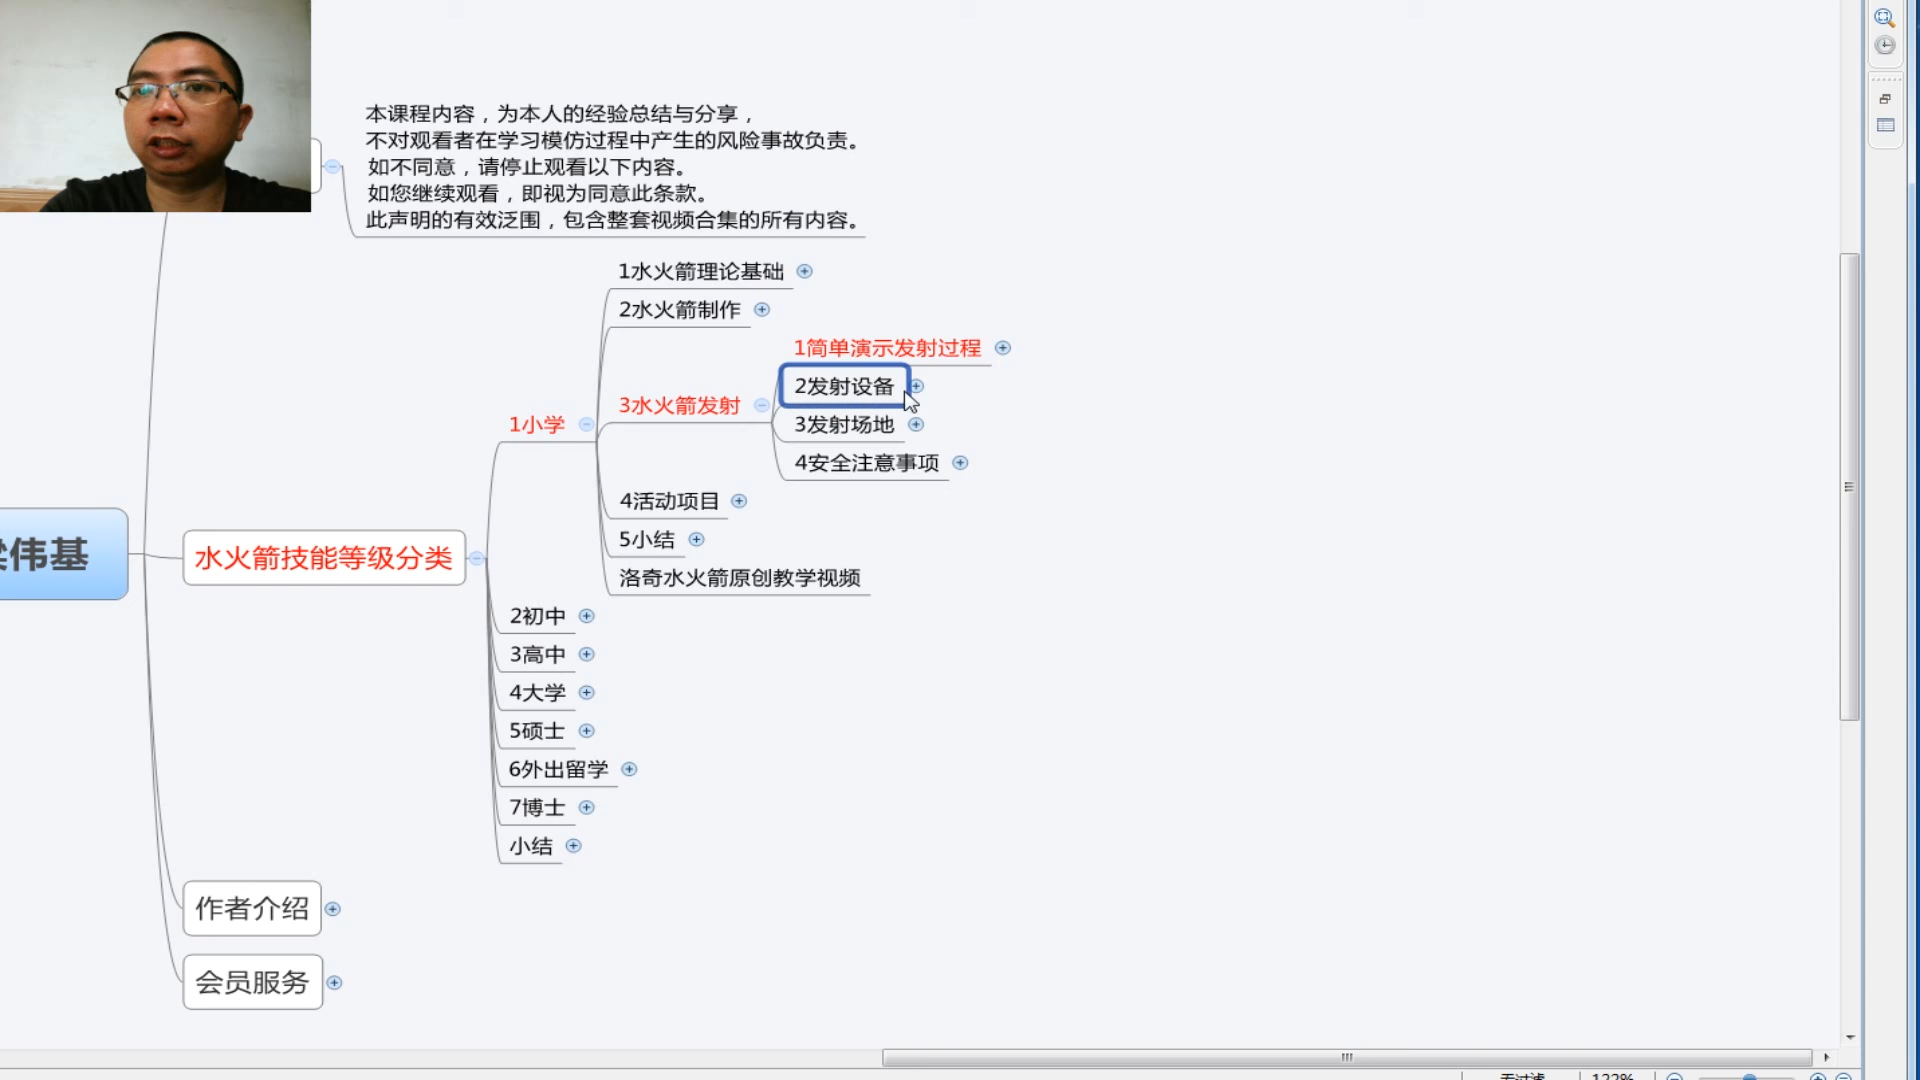 本课程内容，为本人的经验总结与分享，
不对观看者在学习模仿过程中产生的风险事故负责。
如不同意，请停止观看以下内容。
如您继续观看，即视为同意此条款。
此声明的有效泛围，包含整套视频合集的所有内容。
1水火箭理论基础
2水火箭制作
1简单演示发射过程
2发射设备
3水火箭发射
3发射场地
1小学
4安全注意事项
4活动项目
5小结
伟基
水火箭技能等级分类
洛奇水火箭原创教学视频
2初中
3高中
4大学
5硕士
6外出留学
7博士
小结
作者介绍
会员服务
122%